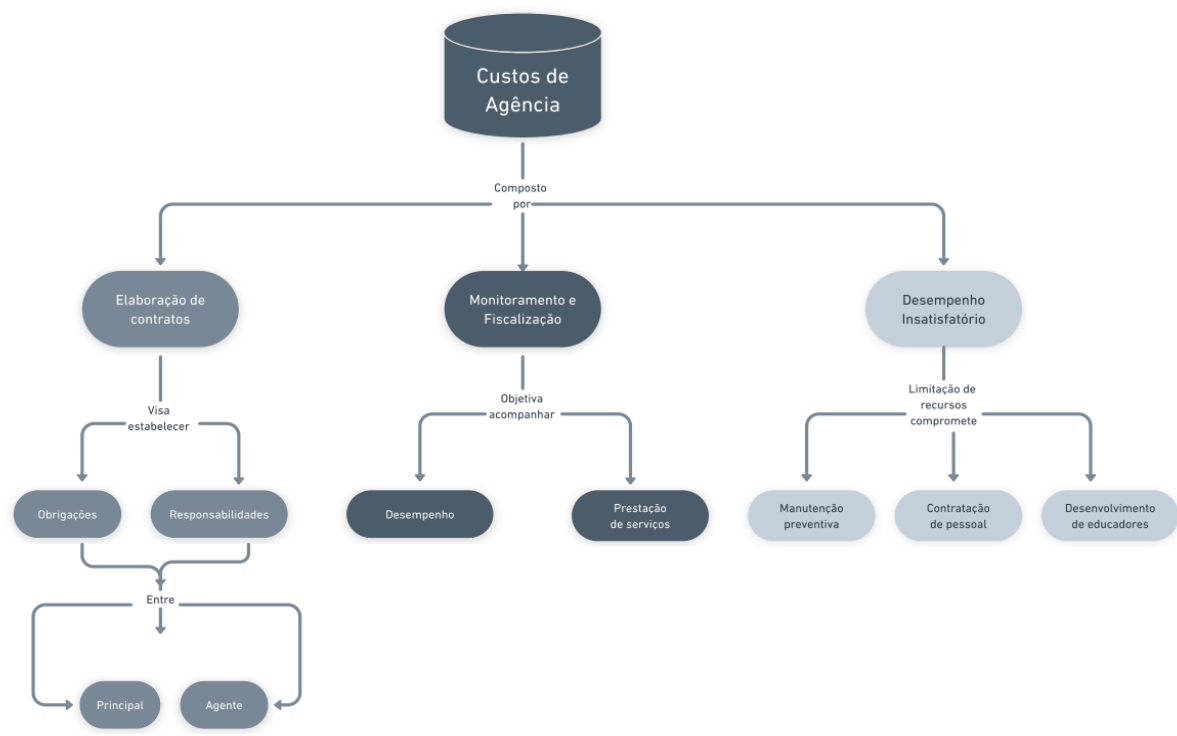 Custos de
Agência
Composto
por
Elaboração de
contratos
Monitoramento e
Fiscalização
Desempenho
Insatisfatório
Visa
estabelecer
Objetiva
acompanhar
Limitação de
recursos
compromete
Obrigações
Responsabilidades
Desempenho
Prestação
de serviços
Manutenção
preventiva
Contratação
de pessoal
Desenvolvimento
de educadores
Entre
Principal
Agente